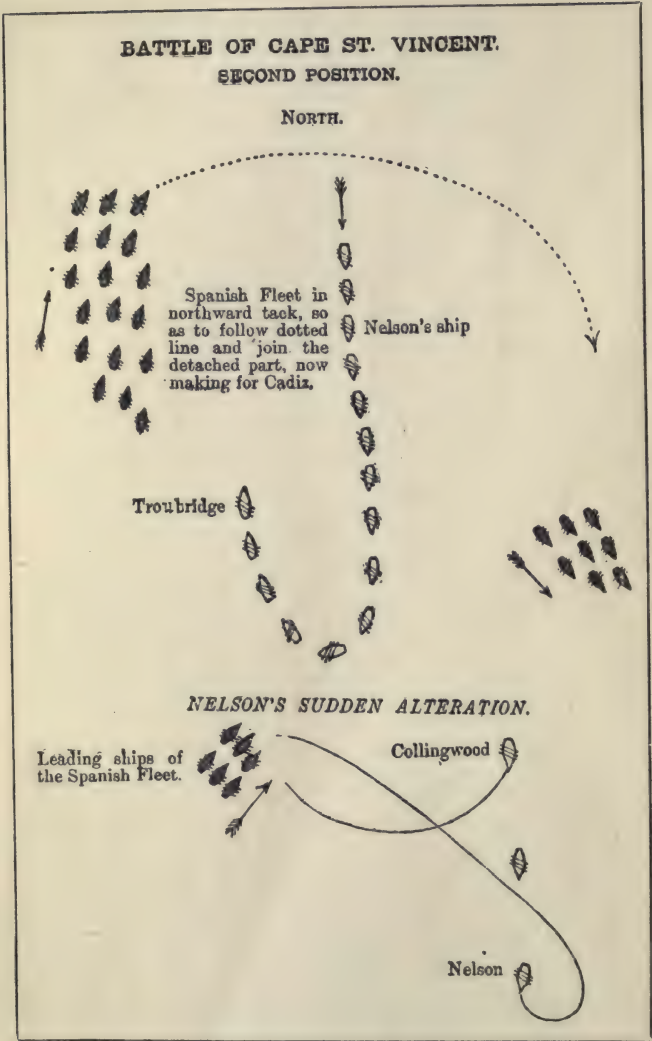 BATTLE OF CAPE ST. VINCENT.
SECOND POSITION.
NORTH.
Spanish Fleet in
northward tack, so
as to follow dotted
line and join the
detached part, now
making for Cadiz,
Nelson's ship
Troubridge
NELSON'S SUDDEN ALTERATION.
Leading ships of
the Spanish Fleet.
Collingwood
Nelson